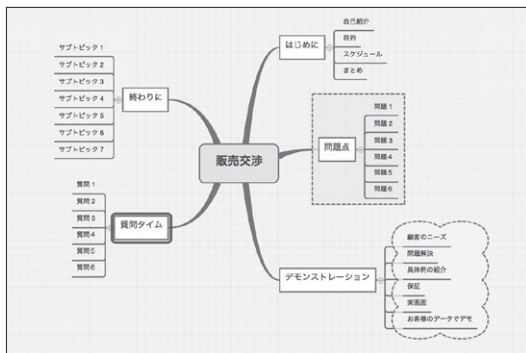 販売交渉
はじめに
自己紹介
目的
スケジュール
まとめ
問題点
問題 1
問題 2
問題 3
問題 4
問題 5
問題 6
デモンストレーション
顧客のニーズ
問題解決
具体例の紹介
保証
実画面
お客様のデータでデモ
質問タイム
質問 1
質問 2
質問 3
質問 4
質問 5
質問 6
終わりに
サブトピック 1
サブトピック 2
サブトピック 3
サブトピック 4
サブトピック 5
サブトピック 6
サブトピック 7